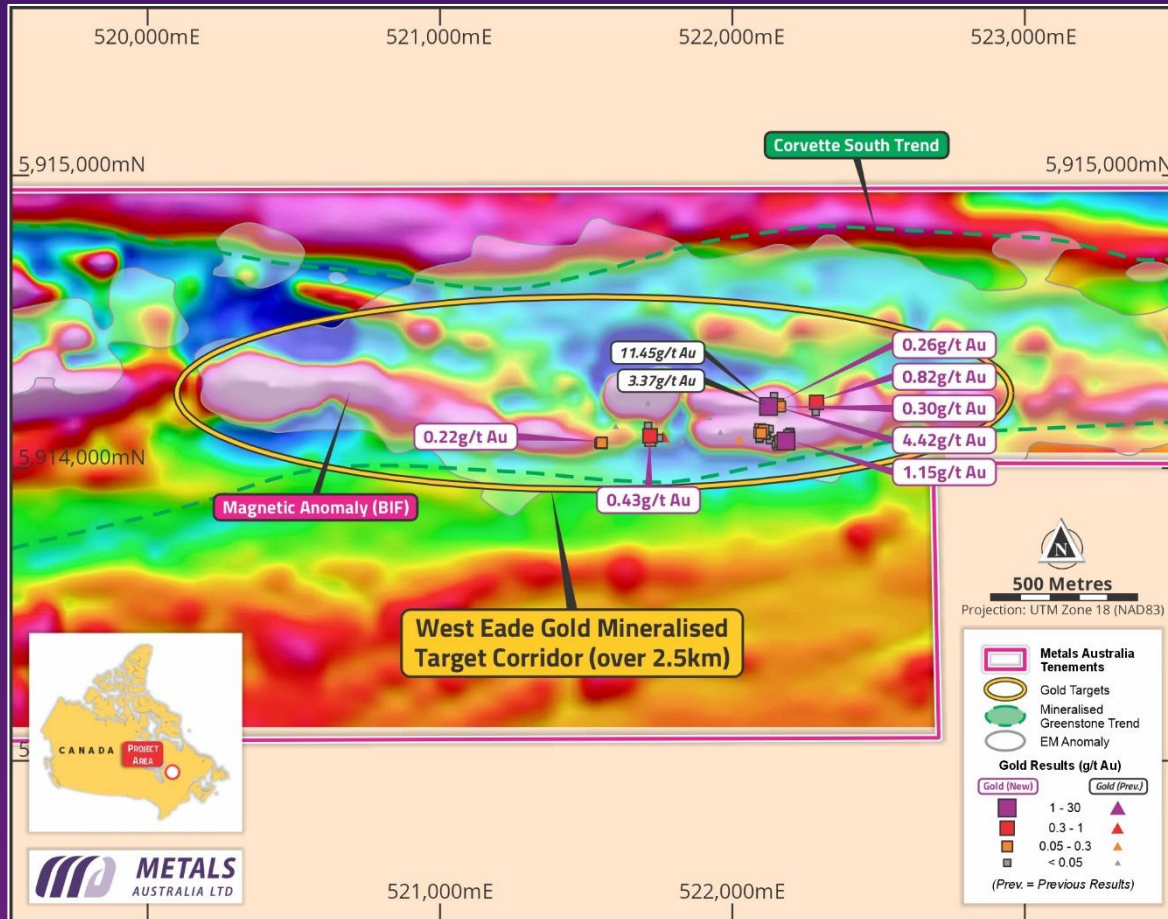 520,000mE
521,000mE
522,000mE
523,000mE
Corvette South Trend
5,915,000mN
5,915,000mN
11.45g/t Au
3.37g/t Au
0.26g/t Au
0.82g/t Au
0.30g/t Au
4.42g/t Au
1.15g/t Au
0.22g/t Au
5,914,000mN
0.43g/t Au
Magnetic Anomaly (BIF)
West Eade Gold Mineralised
Target Corridor (over 2.5km)
N
500 Metres
Projection: UTM Zone 18 (NAD83)
CANADA
PROJECT
AREA
METALS
AUSTRALIA LTD
Metals Australia
Tenements
Gold Targets
Mineralised
Greenstone Trend
EM Anomaly
Gold Results (g/t Au)
Gold (New)
Gold (Prev.)
1 - 30
0.3 - 1
0.05 - 0.3
< 0.05
(Prev. = Previous Results)
521,000mE
522,000mE